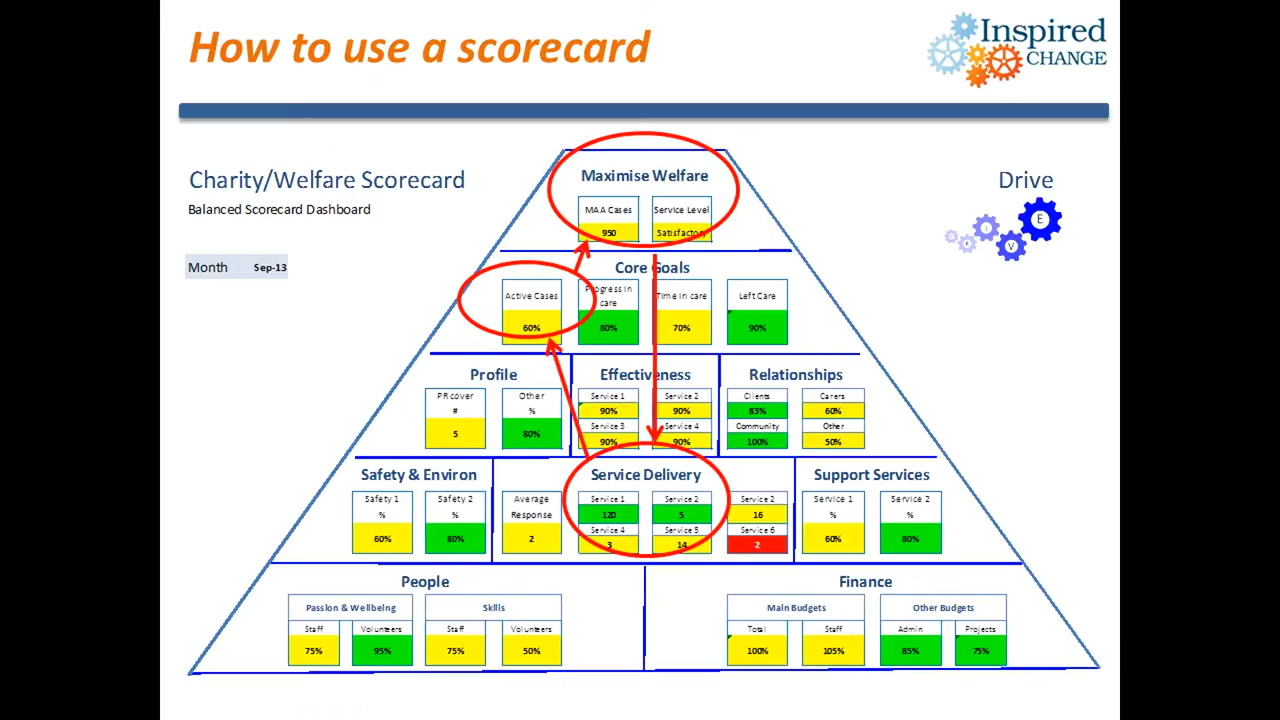 How to use a scorecard
Inspired
CHANGE
Charity/Welfare Scorecard
Balanced Scorecard Dashboard
Month Sep-13
Drive
E
V
i
Maximise Welfare
MAA Cases Service Level
950 Satisfactory
Core Goals
Active Cases Progress in care Time in care Left Care
60% 80% 70% 90%
Profile Effectiveness Relationships
PR cover Other Service 1 Service 2 Clients Carers
# % 90% 90% 83% 60%
Service 3 Service 4 Community Other
5 80% 90% 90% 100% 50%
Safety & Environ Service Delivery Support Services
Safety 1 Safety 2 Average Service 1 Service 2 Service 2 Service 1 Service 2
% % Response 120 5 16 % %
Service 4 Service 5 Service 6
60% 80% 2 3 14 2 60% 80%
People Finance
Passion & Wellbeing Skills Main Budgets Other Budgets
Staff Volunteers Staff Volunteers Total Staff Admin Projects
75% 95% 75% 50% 100% 105% 85% 75%